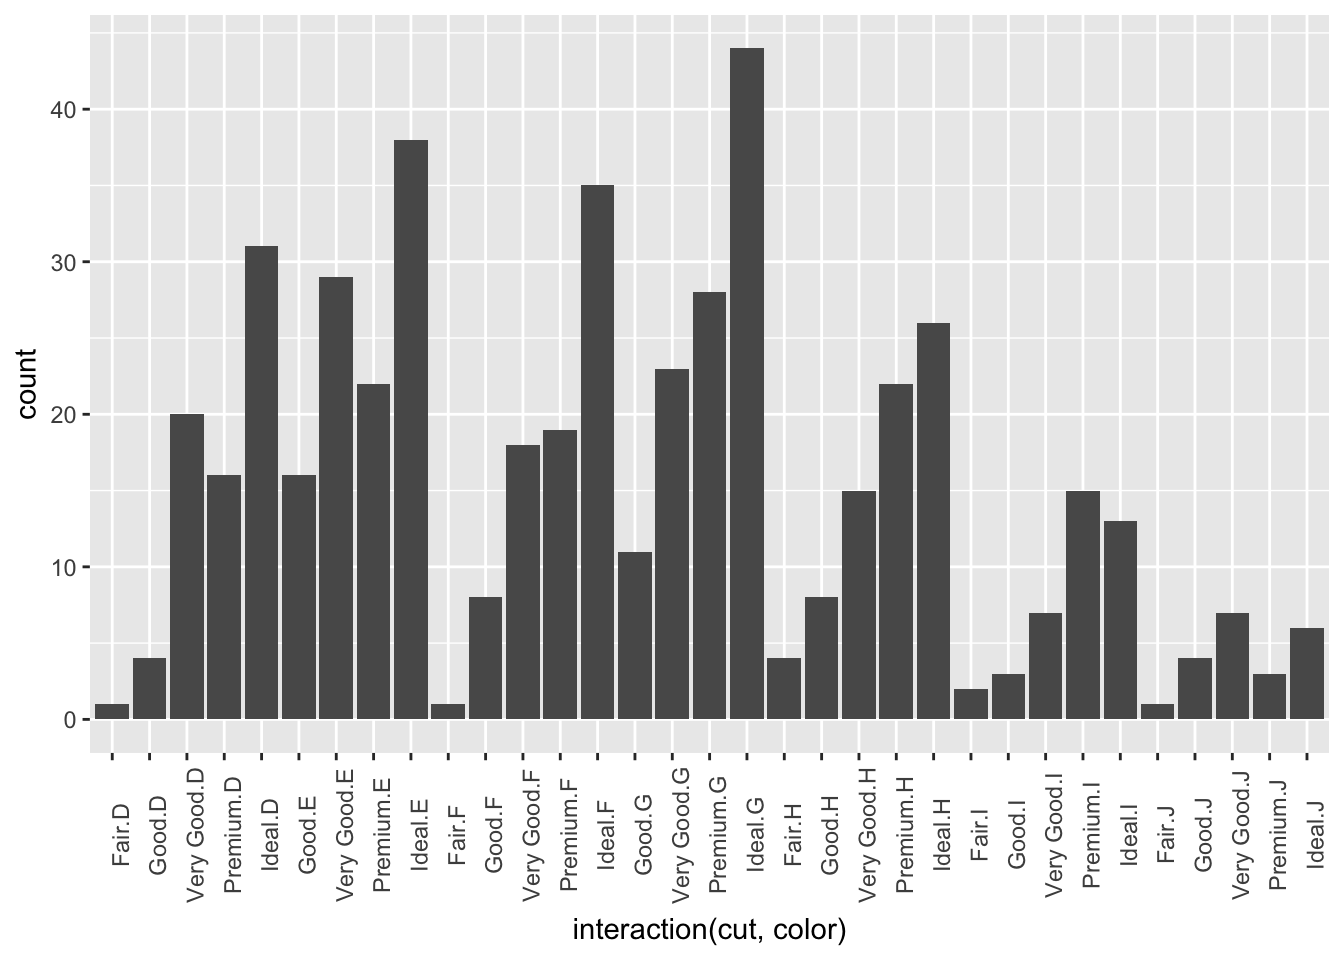 count
40
30
20
10
0
Fair.D
Good.D
Very Good.D
Premium.D
Ideal.D
Good.E
Very Good.E
Premium.E
Ideal.E
Fair.F
Good.F
Very Good.F
Premium.F
Ideal.F
Good.G
Very Good.G
Premium.G
Ideal.G
Fair.H
Good.H
Very Good.H
Premium.H
Ideal.H
Fair.I
Good.I
Very Good.I
Premium.I
Ideal.I
Fair.J
Good.J
Very Good.J
Premium.J
Ideal.J
interaction(cut, color)